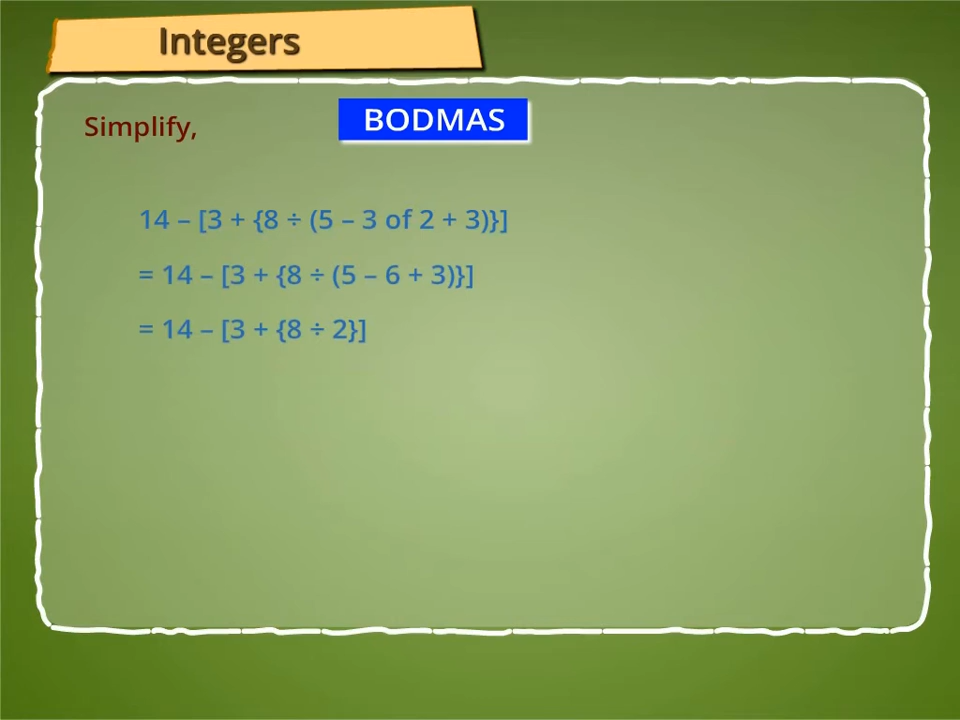 Integers
Simplify,
BODMAS
14 – [3 + {8 ÷ (5 – 3 of 2 + 3)}]
= 14 – [3 + {8 ÷ (5 – 6 + 3)}]
= 14 – [3 + {8 ÷ 2}]